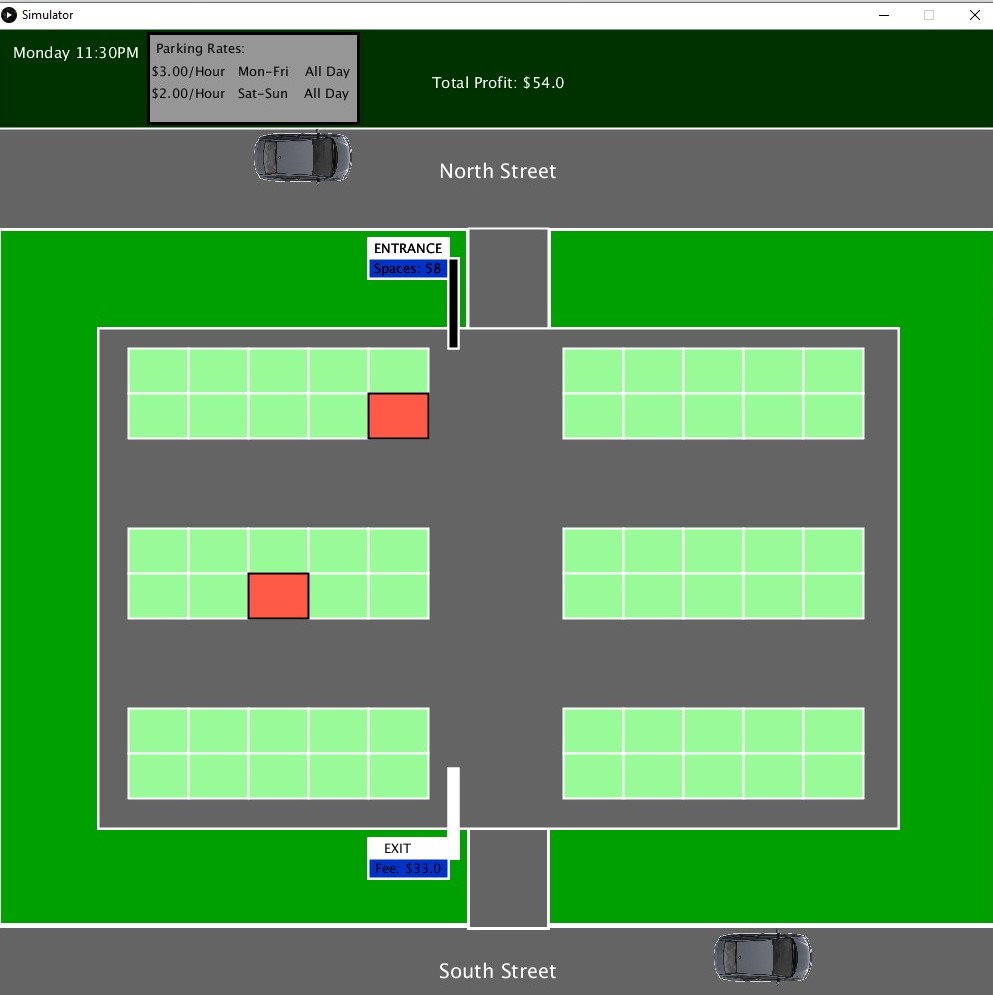 Simulator
Monday 11:30PM
Parking Rates:
$3.00/Hour Mon-Fri All Day
$2.00/Hour Sat-Sun All Day
Total Profit: $54.0
North Street
ENTRANCE
Spaces: 58
EXIT
Fee: $33.0
South Street